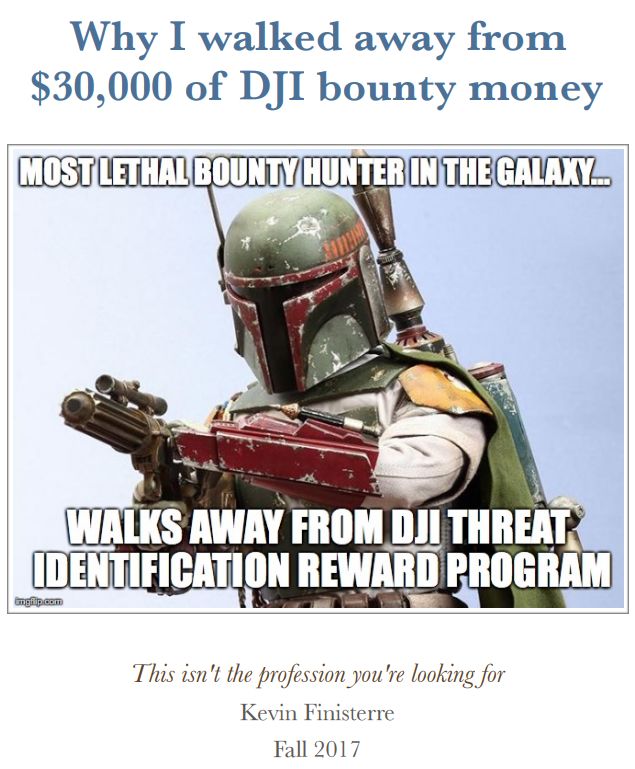 Why I walked away from
$30,000 of DJI bounty money
MOST LETHAL BOUNTY HUNTER IN THE GALAXY...
WALKS AWAY FROM DJI THREAT
IDENTIFICATION REWARD PROGRAM
imgflip.com
This isn't the profession you're looking for
Kevin Finisterre
Fall 2017